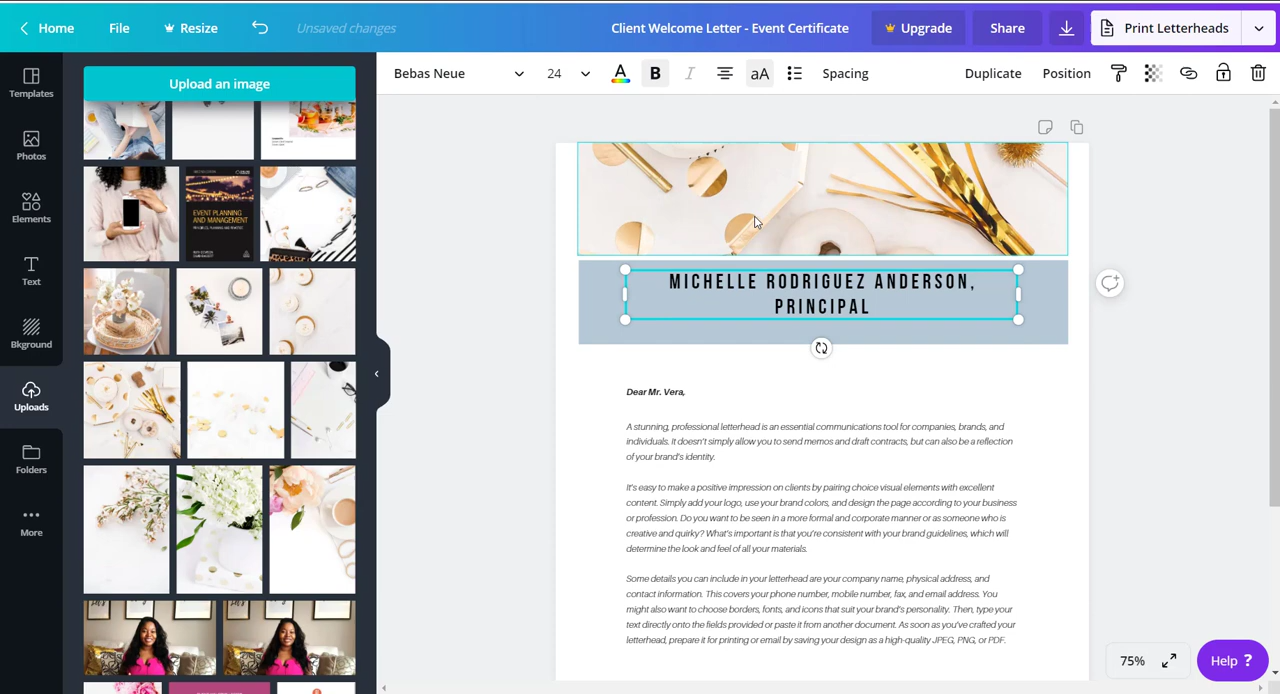 Home
File
Resize
Unsaved changes
Client Welcome Letter - Event Certificate
Upgrade
Share
Print Letterheads
Templates
Photos
Elements
Text
Bkground
Uploads
Folders
More
Upload an image
EVENT PLANNING
AND MANAGEMENT
Bebas Neue
24
A
B
I
aA
Spacing
Duplicate
Position
MICHELLE RODRIGUEZ ANDERSON,
PRINCIPAL
Dear Mr. Vera,
A stunning, professional letterhead is an essential communications tool for companies, brands, and
individuals. It doesn't simply allow you to send memos and draft contracts, but can also be a reflection
of your brand's identity.
It's easy to make a positive impression on clients by pairing choice visual elements with excellent
content. Simply add your logo, use your brand colors, and design the page according to your business
or profession. Do you want to be seen in a more formal and corporate manner or as someone who is
creative and quirky? What's important is that you're consistent with your brand guidelines, which will
determine the look and feel of all your materials.
Some details you can include in your letterhead are your company name, physical address, and
contact information. This covers your phone number, mobile number, fax, and email address. You
might also want to choose borders, fonts, and icons that suit your brand's personality. Then, type your
text directly onto the fields provided or paste it from another document. As soon as you've crafted your
letterhead, prepare it for printing or email by saving your design as a high-quality JPEG, PNG, or PDF.
75%
Help ?